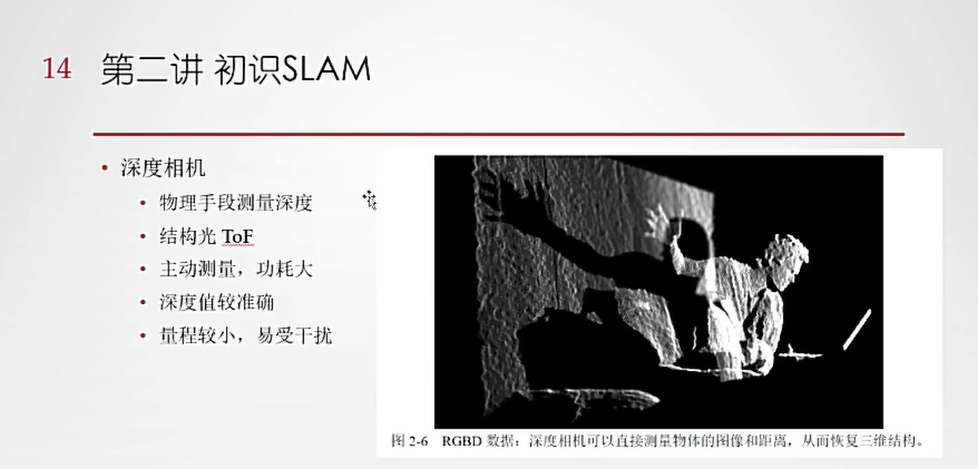 14 第二讲 初识SLAM
• 深度相机
• 物理手段测量深度
• 结构光 ToF
• 主动测量，功耗大
• 深度值较准确
• 量程较小，易受干扰
图 2-6 RGBD 数据：深度相机可以直接测量物体的图像和距离，从而恢复三维结构。